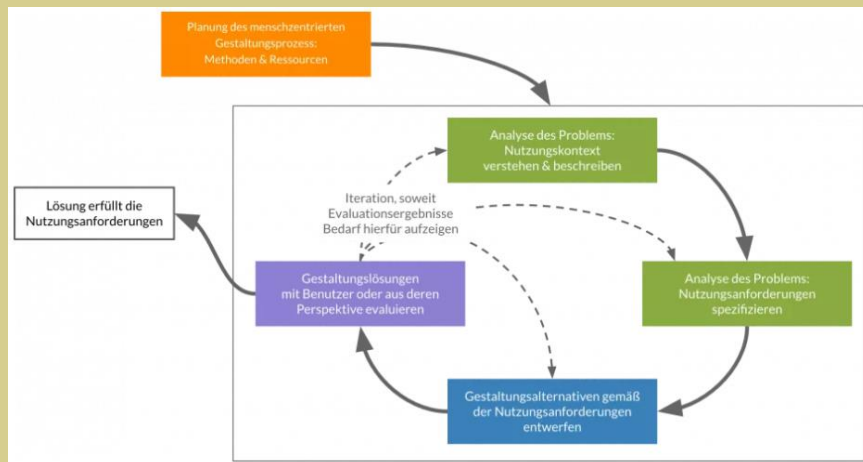 Planung des menschzentrierten
Gestaltungsprozess:
Methoden & Ressourcen
Analyse des Problems:
Nutzungskontext
verstehen & beschreiben
Lösung erfüllt die
Nutzungsanforderungen
Iteration, soweit
Evaluationsergebnisse
Bedarf hierfür aufzeigen
Gestaltungslösungen
mit Benutzer oder aus deren
Perspektive evaluieren
Analyse des Problems:
Nutzungsanforderungen
spezifizieren
Gestaltungsalternativen gemäß
der Nutzungsanforderungen
entwerfen